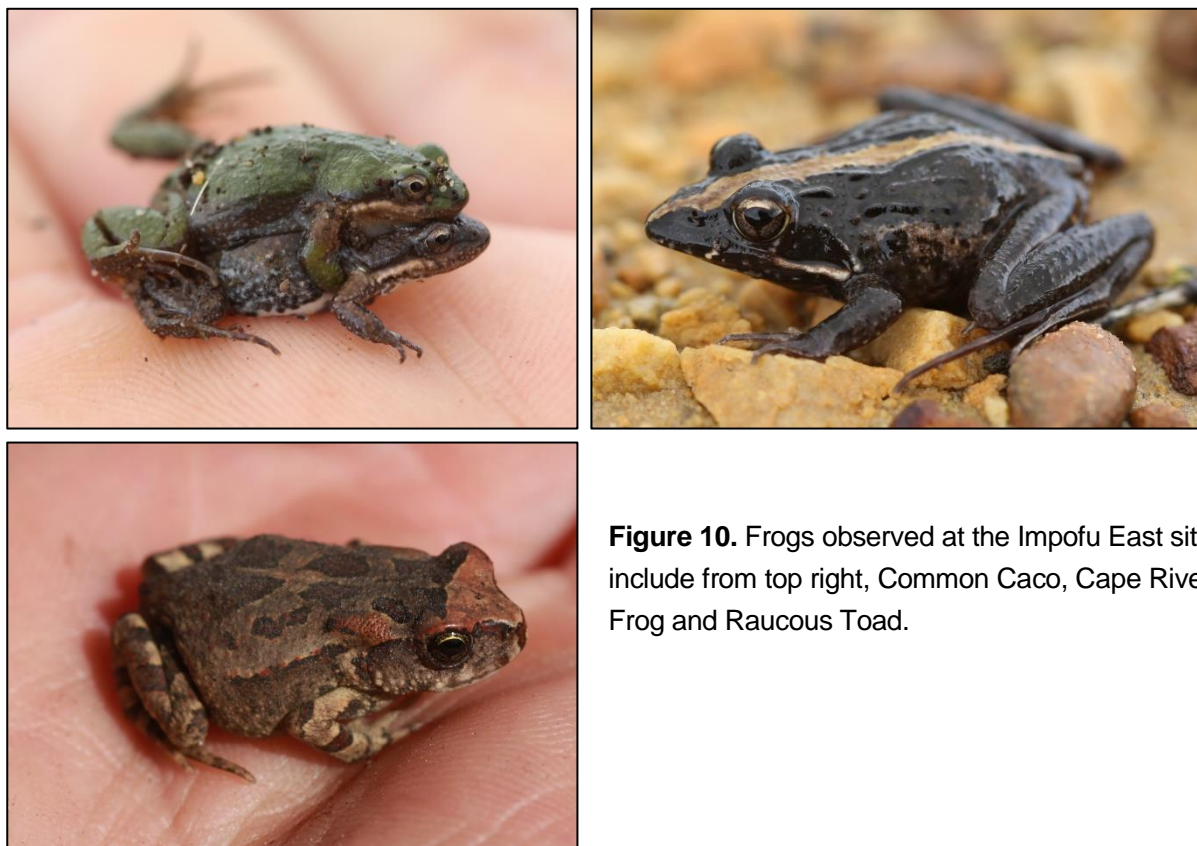 Figure 10. Frogs observed at the Impofu East sit
include from top right, Common Caco, Cape Rive
Frog and Raucous Toad.